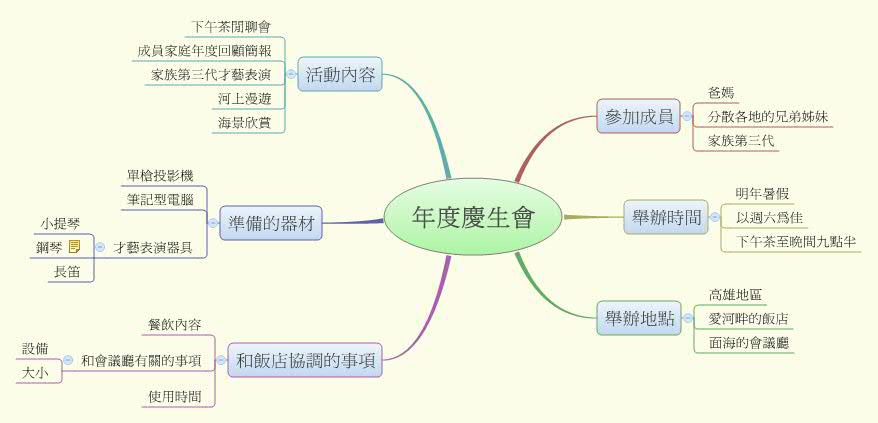 年度慶生會
參加成員
爸媽
分散各地的兄弟姊妹
家族第三代
舉辦時間
明年暑假
以週六為佳
下午茶至晚間九點半
舉辦地點
高雄地區
愛河畔的飯店
面海的會議廳
活動內容
下午茶閒聊會
成員家庭年度回顧簡報
家族第三代才藝表演
河上漫遊
海景欣賞
準備的器材
單槍投影機
筆記型電腦
才藝表演器具
小提琴
鋼琴
長笛
和飯店協調的事項
餐飲內容
和會議廳有關的事項
設備
大小
使用時間